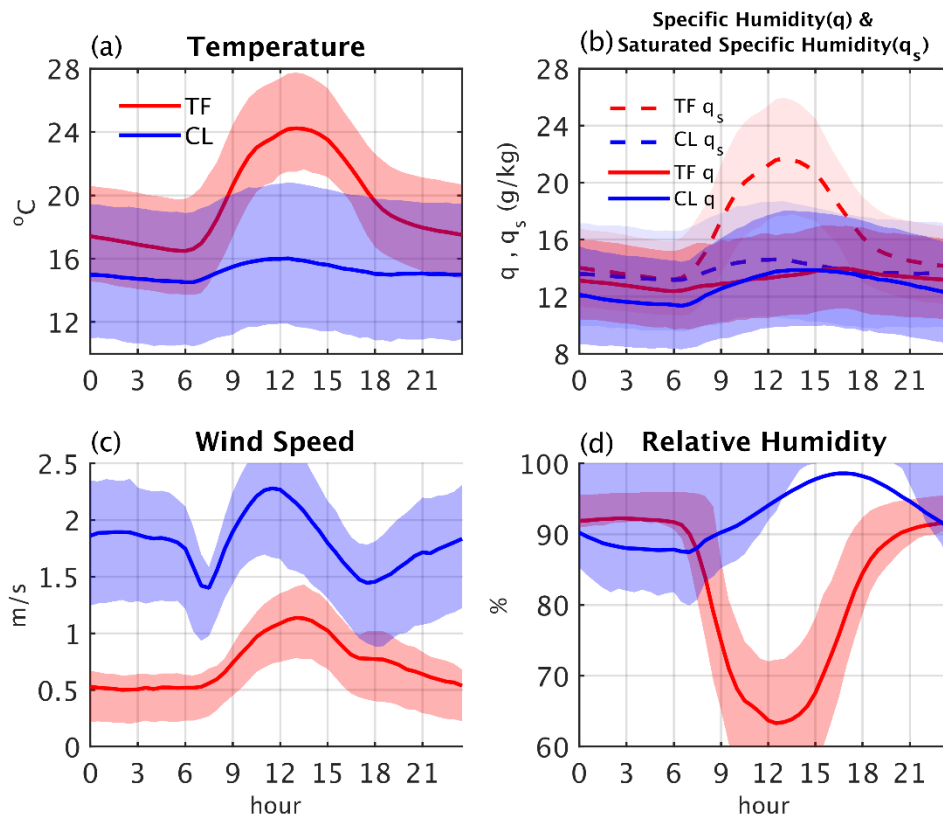 (a) Temperature
28
24
20
16
12
°C
TF
CL
0 3 6 9 12 15 18 21
(b) Specific Humidity(q) &
Saturated Specific Humidity(qs)
28
24
20
16
12
8
q , qs (g/kg)
TF qs
CL qs
TF q
CL q
0 3 6 9 12 15 18 21
(c) Wind Speed
2.5
2
1.5
1
0.5
0
m/s
0 3 6 9 12 15 18 21
hour
(d) Relative Humidity
100
90
80
70
60
%
0 3 6 9 12 15 18 21
hour